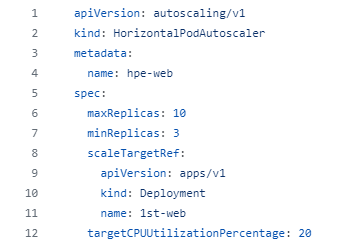 1 apiVersion: autoscaling/v1
2 kind: HorizontalPodAutoscaler
3 metadata:
4   name: hpe-web
5 spec:
6   maxReplicas: 10
7   minReplicas: 3
8   scaleTargetRef:
9     apiVersion: apps/v1
10     kind: Deployment
11     name: 1st-web
12   targetCPUUtilizationPercentage: 20